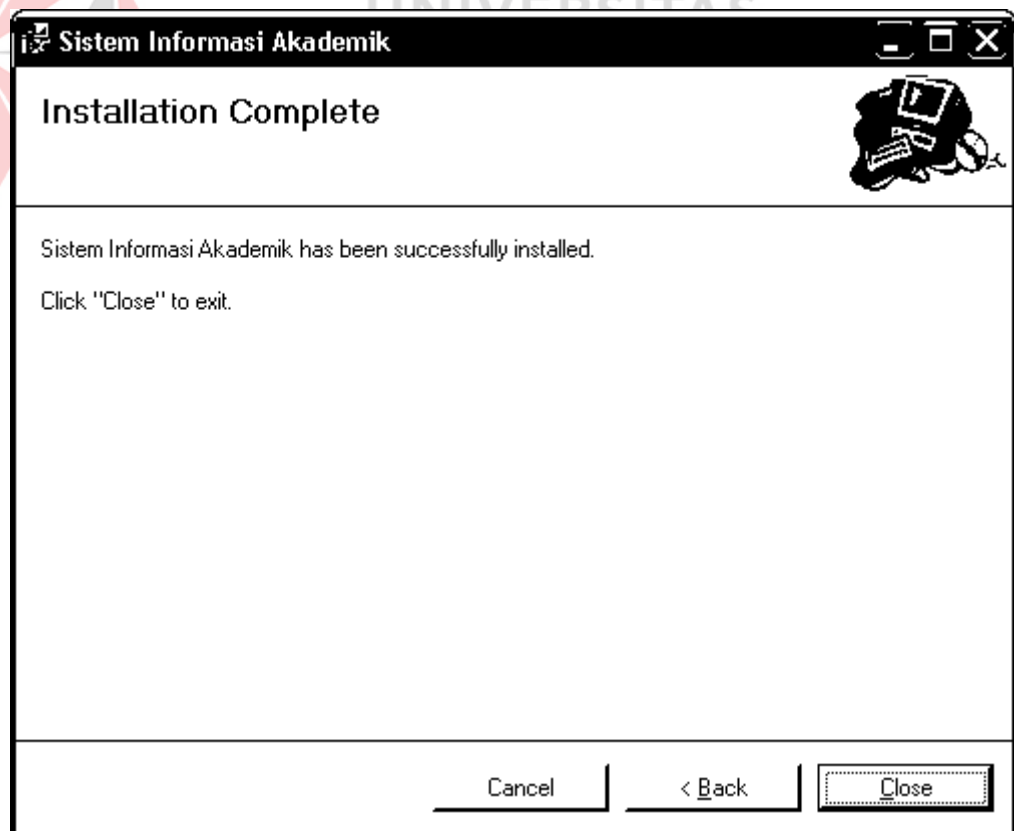 UNIVERSITAS
Sistem Informasi Akademik
Installation Complete
Sistem Informasi Akademik has been successfully installed.
Click "Close" to exit.
Cancel
< Back
Close